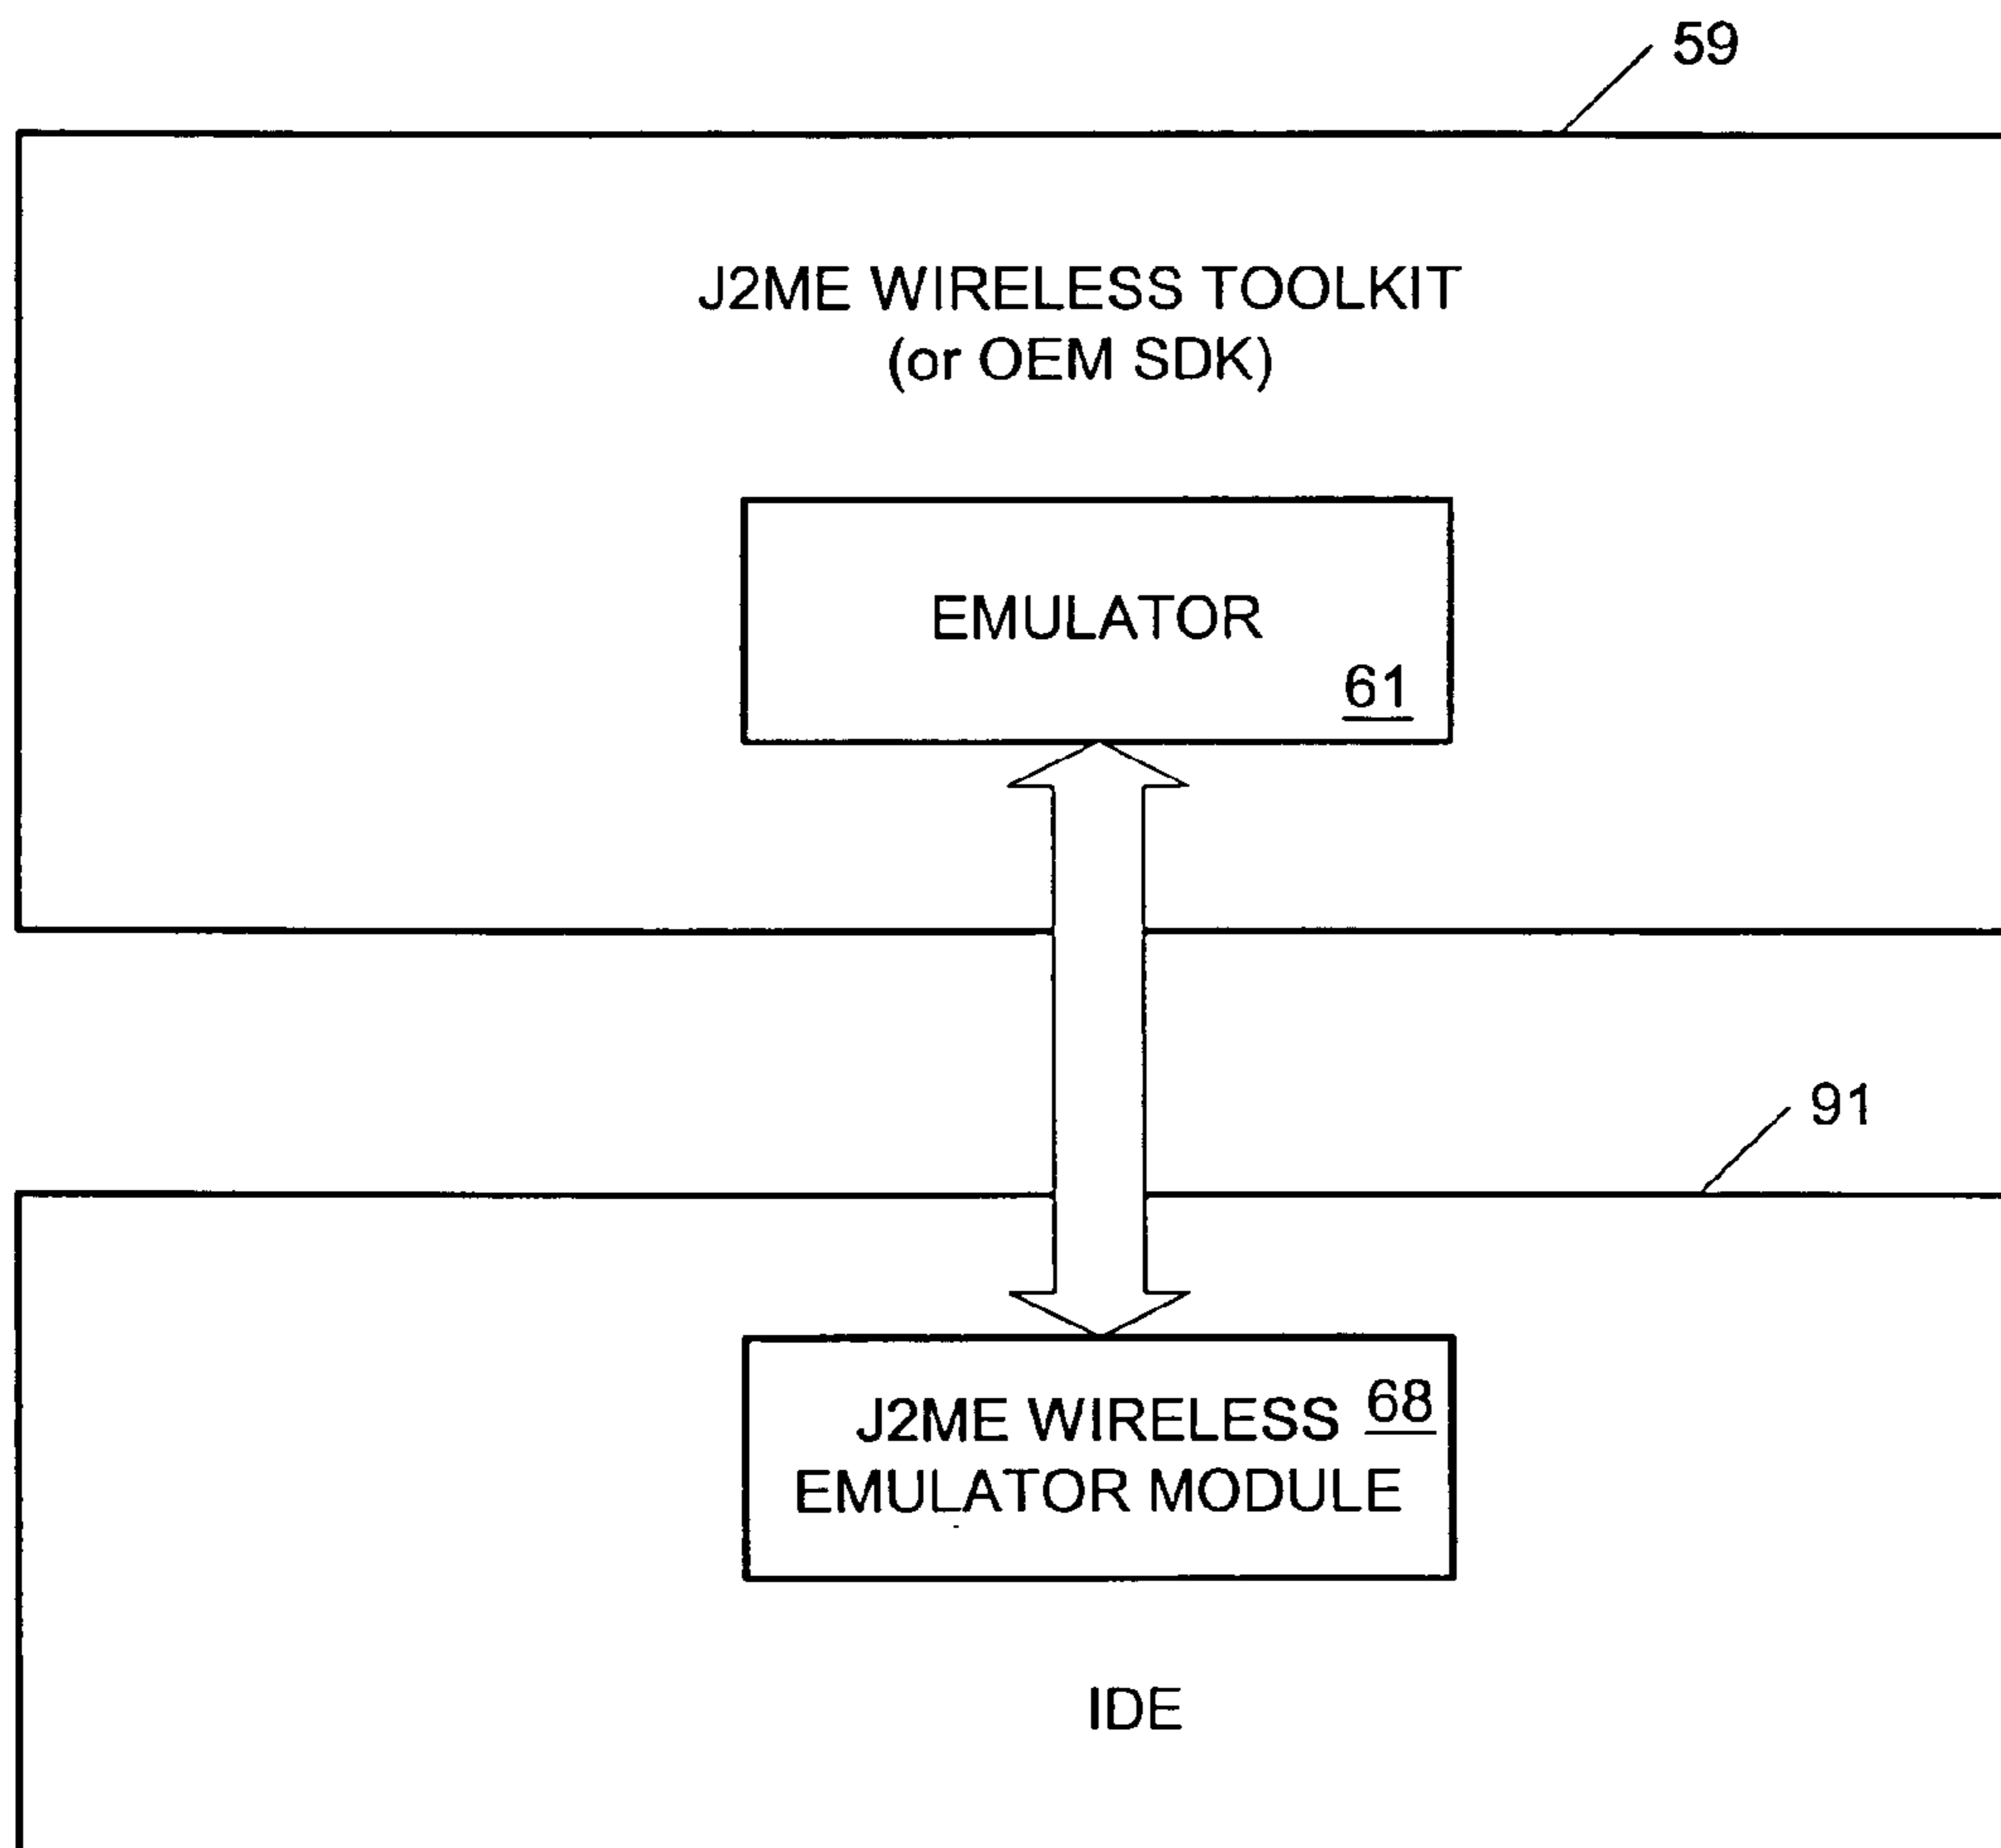 59
J2ME WIRELESS TOOLKIT
(or OEM SDK)
EMULATOR
61
91
J2ME WIRELESS 68
EMULATOR MODULE
IDE